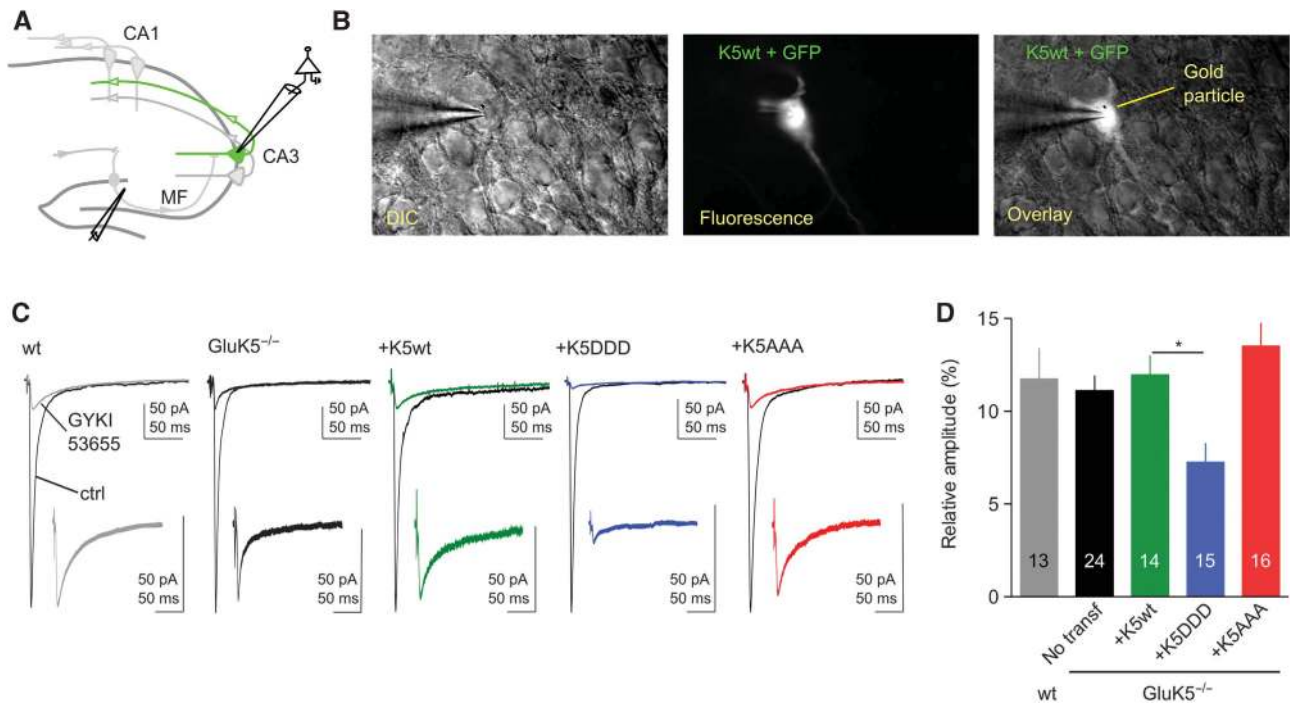 A
CA1
CA3
MF
B
K5wt + GFP
K5wt + GFP
Gold
particle
DIC
Fluorescence
Overlay
C
wt
GluK5–/–
+K5wt
+K5DDD
+K5AAA
GYKI
53655
ctrl
50 pA
50 ms
50 pA
50 ms
50 pA
50 ms
50 pA
50 ms
50 pA
50 ms
50 pA
50 ms
50 pA
50 ms
50 pA
50 ms
50 pA
50 ms
50 pA
50 ms
D
Relative amplitude (%)
15
10
5
0
13
24
14
15
16
*
No transf
+K5wt
+K5DDD
+K5AAA
wt
GluK5–/–